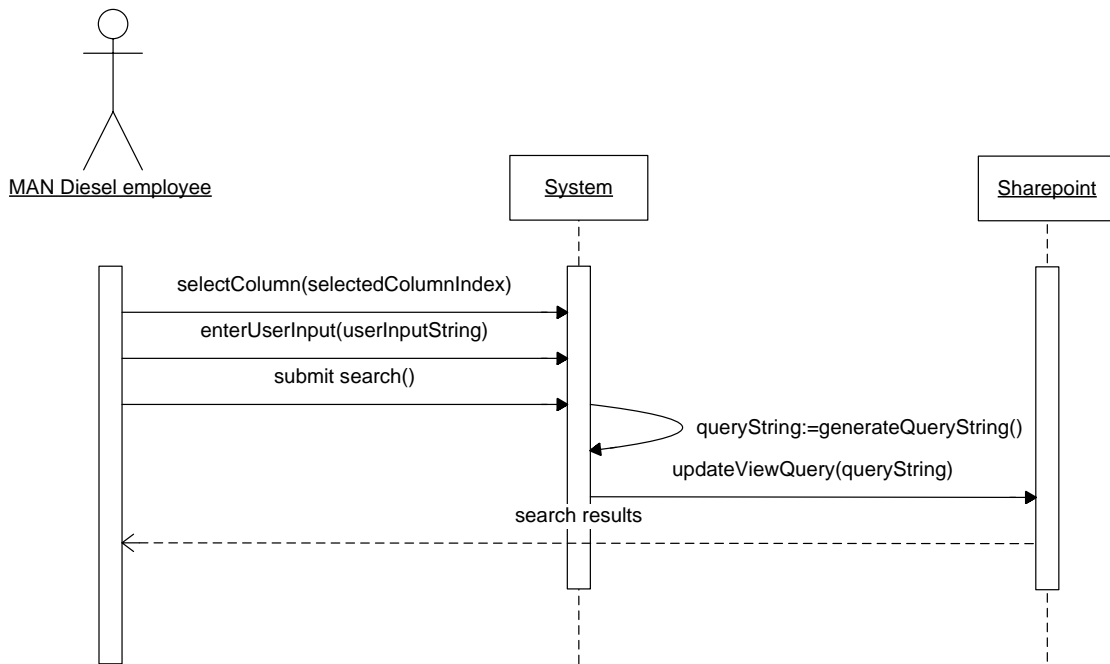 MAN Diesel employee
System
Sharepoint
selectColumn(selectedColumnIndex)
enterUserInput(userInputString)
submit search()
queryString:=generateQueryString()
updateViewQuery(queryString)
search results